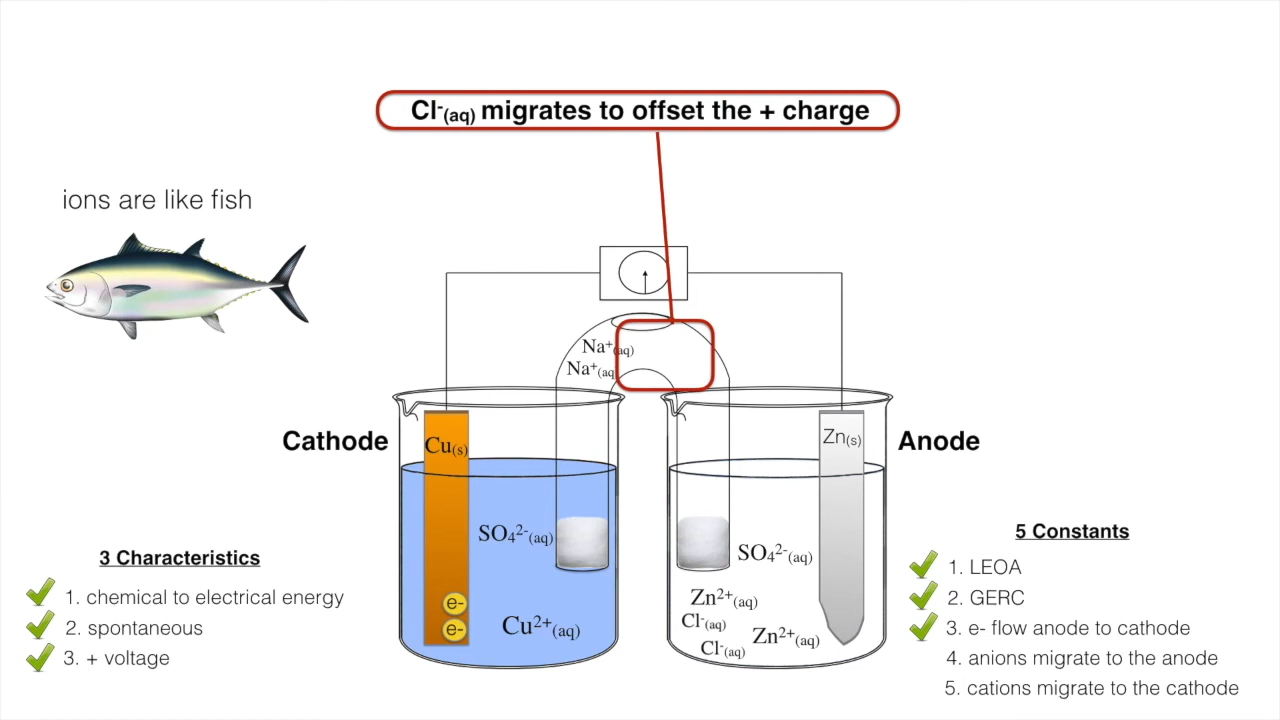 Cl⁻(aq) migrates to offset the + charge
ions are like fish
Na⁺(aq)
Na⁺(aq
Cathode
Cu(s)
Zn(s)
Anode
SO₄²⁻(aq)
SO₄²⁻(aq)
3 Characteristics
1. chemical to electrical energy
2. spontaneous
3. + voltage
e-
e-
Cu²⁺(aq)
Zn²⁺(aq)
Cl⁻(aq)
Zn²⁺(aq)
Cl⁻(aq)
5 Constants
1. LEOA
2. GERC
3. e- flow anode to cathode
4. anions migrate to the anode
5. cations migrate to the cathode